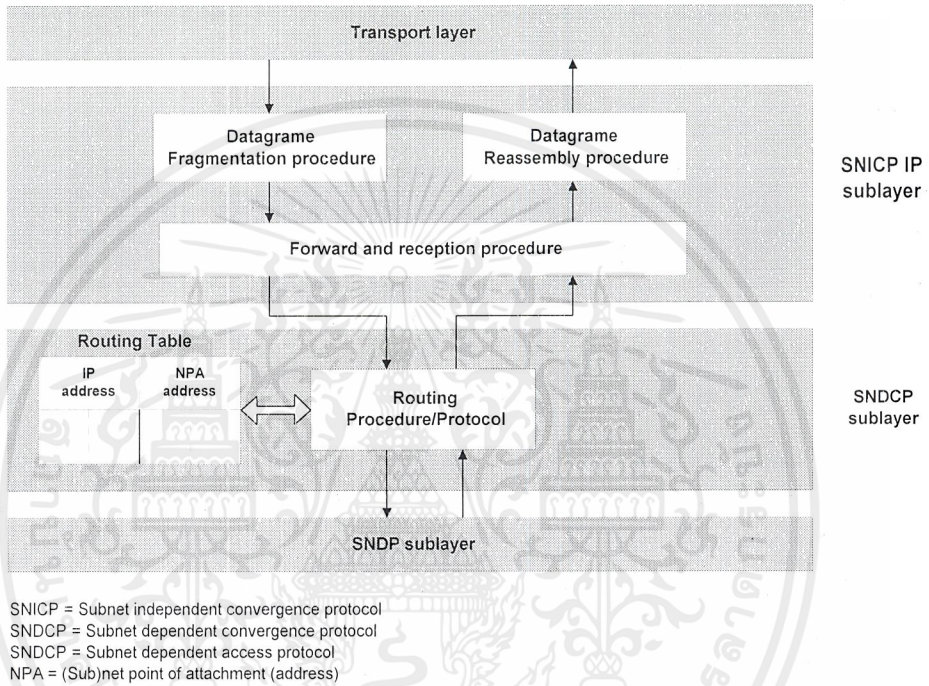 Transport layer
Datagrame
Fragmentation procedure
Datagrame
Reassembly procedure
SNICP IP
sublayer
Forward and reception procedure
Routing Table
IP
address
NPA
address
Routing
Procedure/Protocol
SNDCP
sublayer
SNDP sublayer
SNICP = Subnet independent convergence protocol
SNDCP = Subnet dependent convergence protocol
SNDCP = Subnet dependent access protocol
NPA = (Sub)net point of attachment (address)